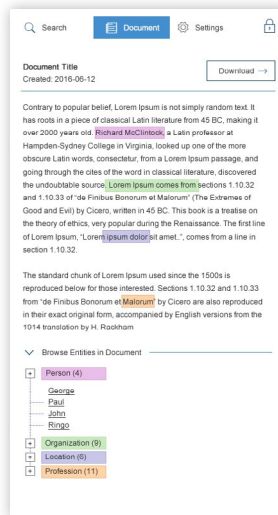 Search Document Settings
Document Title
Created: 2016-06-12
Download →
Contrary to popular belief, Lorem Ipsum is not simply random text. It
has roots in a piece of classical Latin literature from 45 BC, making it
over 2000 years old. Richard McClintock, a Latin professor at
Hampden-Sydney College in Virginia, looked up one of the more
obscure Latin words, consectetur, from a Lorem Ipsum passage, and
going through the cites of the word in classical literature, discovered
the undoubtable source. Lorem Ipsum comes from sections 1.10.32
and 1.10.33 of "de Finibus Bonorum et Malorum" (The Extremes of
Good and Evil) by Cicero, written in 45 BC. This book is a treatise on
the theory of ethics, very popular during the Renaissance. The first line
of Lorem Ipsum, "Lorem ipsum dolor sit amet..", comes from a line in
section 1.10.32.
The standard chunk of Lorem Ipsum used since the 1500s is
reproduced below for those interested. Sections 1.10.32 and 1.10.33
from "de Finibus Bonorum et Malorum" by Cicero are also reproduced
in their exact original form, accompanied by English versions from the
1014 translation by H. Rackham
Browse Entities in Document
Person (4)
George
Paul
John
Ringo
Organization (9)
Location (6)
Profession (11)